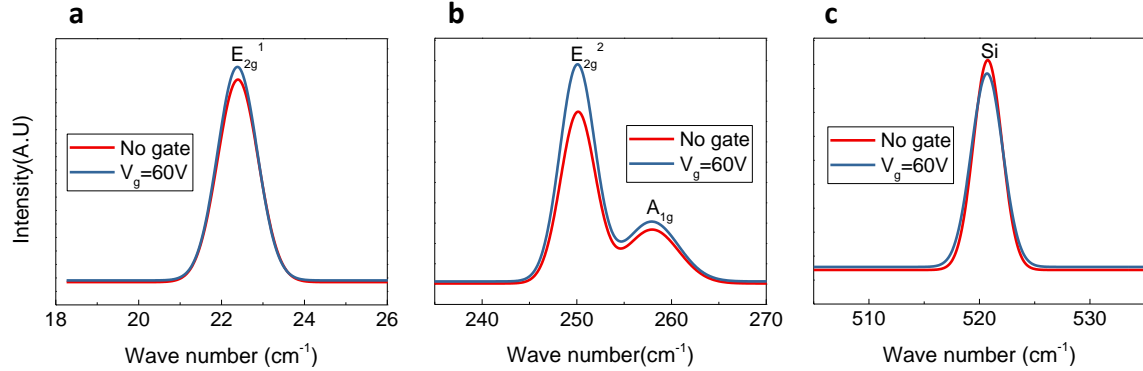 a
b
c
E2g1
No gate
Vg=60V
18 20 22 24 26
Wave number (cm-1)
Intensity(A.U)
E2g2
A1g
No gate
Vg=60V
240 250 260 270
Wave number(cm-1)
Si
No gate
Vg=60V
510 520 530
Wave number (cm-1)